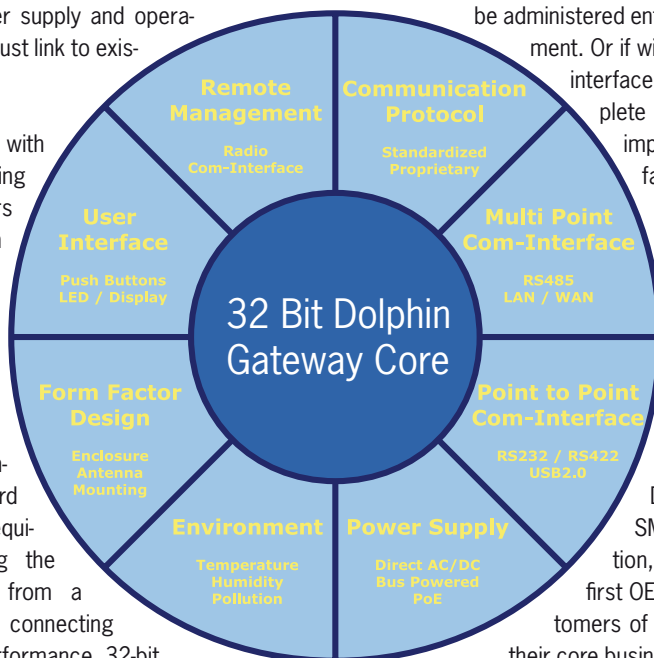 er supply and opera-
ust link to exis-
with
ing
rs
rd
equi-
g the
from a
connecting
rformance, 32-bit
Remote
Management
Radio
Com-Interface
Communication
Protocol
Standardized
Proprietary
User
Interface
Push Buttons
LED / Display
Multi Point
Com-Interface
RS485
LAN / WAN
32 Bit Dolphin
Gateway Core
Form Factor
Design
Enclosure
Antenna
Mounting
Point to Point
Com-Interface
RS232 / RS422
USB2.0
Environment
Temperature
Humidity
Pollution
Power Supply
Direct AC/DC
Bus Powered
PoE
be administered ent
ment. Or if wi
interface
plete
imp
fa
D
SM
tion,
first OE
tomers of
their core busin